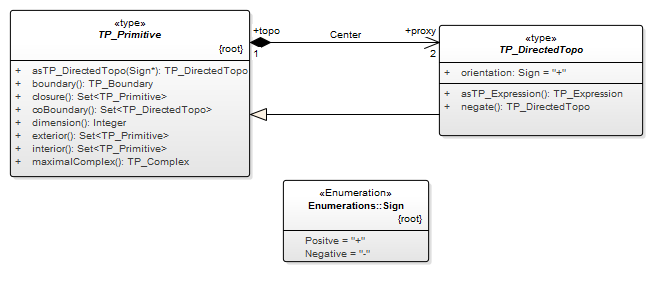 «type»
TP_Primitive
{root}
+ asTP_DirectedTopo(Sign*): TP_DirectedTopo
+ boundary(): TP_Boundary
+ closure(): Set<TP_Primitive>
+ coBoundary(): Set<TP_DirectedTopo>
+ dimension(): Integer
+ exterior(): Set<TP_Primitive>
+ interior(): Set<TP_Primitive>
+ maximalComplex(): TP_Complex
+topo
1
Center
+proxy
2
«type»
TP_DirectedTopo
+ orientation: Sign = "+"
+ asTP_Expression(): TP_Expression
+ negate(): TP_DirectedTopo
«Enumeration»
Enumerations::Sign
{root}
Positve = "+"
Negative = "-"